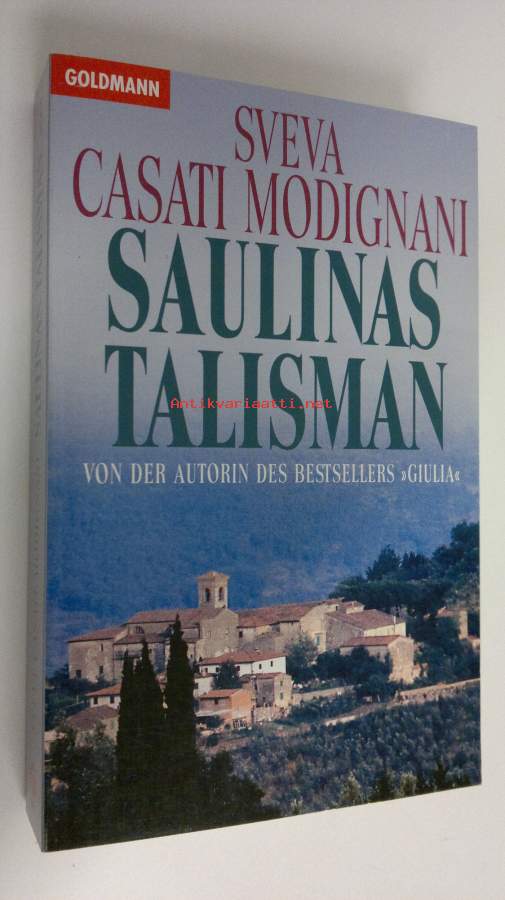 GOLDMANN
SVEVA
CASATI MODIGNANI
SAULINAS
TALISMAN
Antikvariaatti.net
VON DER AUTORIN DES BESTSELLERS »GIULIA«